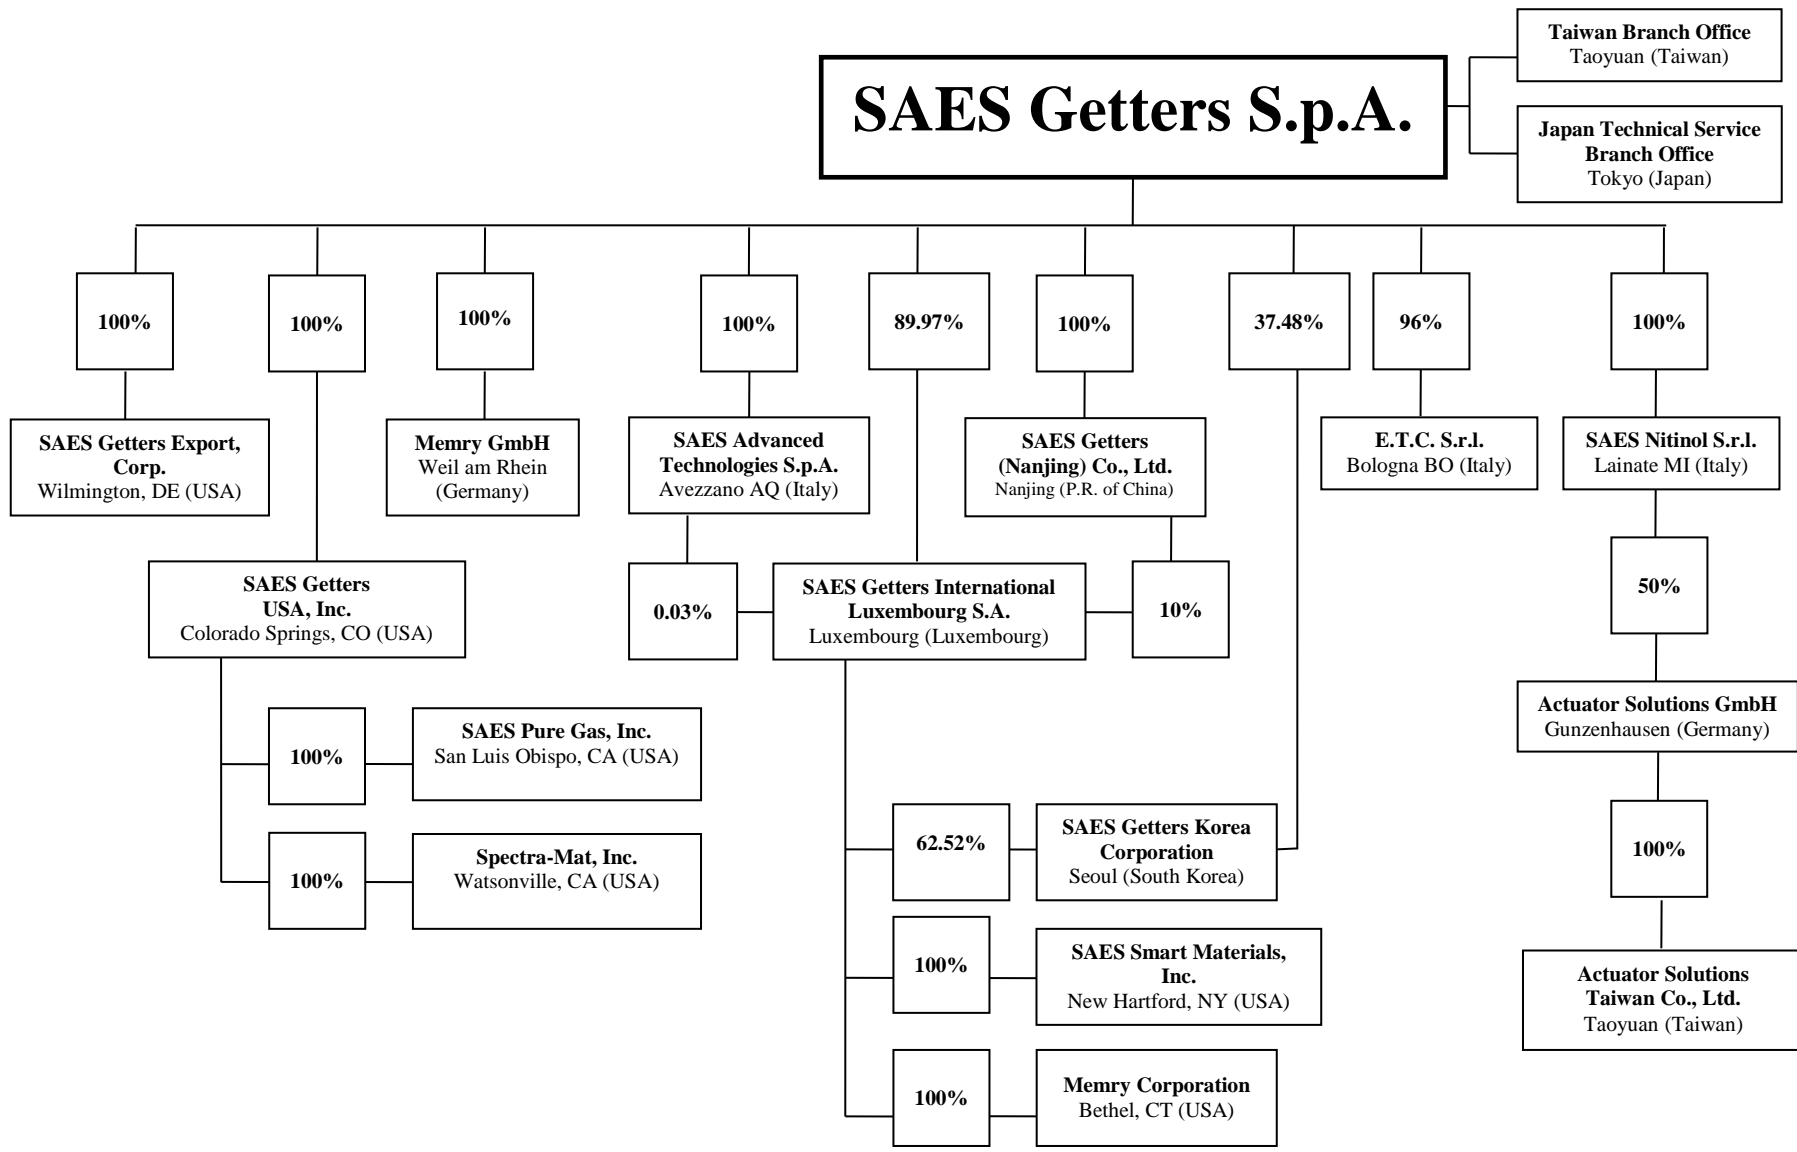 Taiwan Branch Office
Taoyuan (Taiwan)
SAES Getters S.p.A.
Japan Technical Service
Branch Office
Tokyo (Japan)
100%
100%
100%
100%
89.97%
100%
37.48%
96%
100%
SAES Getters Export,
Corp.
Wilmington, DE (USA)
Memry GmbH
Weil am Rhein
(Germany)
SAES Advanced
Technologies S.p.A.
Avezzano AQ (Italy)
SAES Getters
(Nanjing) Co., Ltd.
Nanjing (P.R. of China)
E.T.C. S.r.l.
Bologna BO (Italy)
SAES Nitinol S.r.l.
Lainate MI (Italy)
SAES Getters
USA, Inc.
Colorado Springs, CO (USA)
0.03%
SAES Getters International
Luxembourg S.A.
Luxembourg (Luxembourg)
10%
50%
100%
SAES Pure Gas, Inc.
San Luis Obispo, CA (USA)
Actuator Solutions GmbH
Gunzenhausen (Germany)
100%
Spectra-Mat, Inc.
Watsonville, CA (USA)
62.52%
SAES Getters Korea
Corporation
Seoul (South Korea)
100%
100%
SAES Smart Materials,
Inc.
New Hartford, NY (USA)
Actuator Solutions
Taiwan Co., Ltd.
Taoyuan (Taiwan)
100%
Memry Corporation
Bethel, CT (USA)